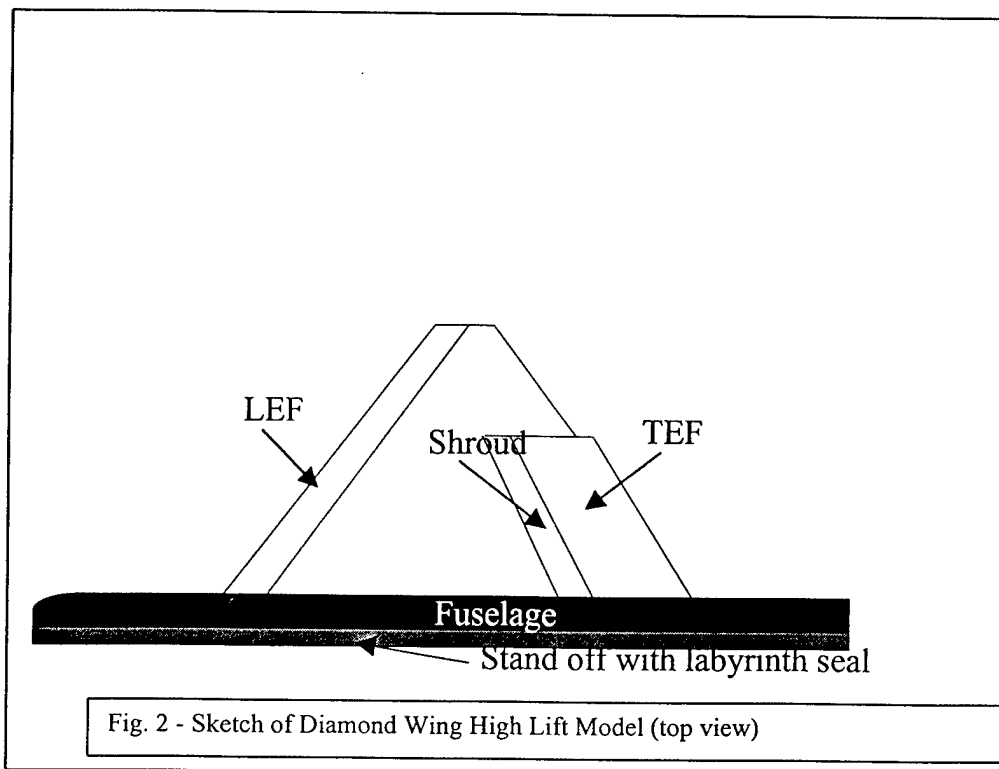 LEF
Shroud
TEF
Fuselage
Stand off with labyrinth seal
Fig. 2 - Sketch of Diamond Wing High Lift Model (top view)